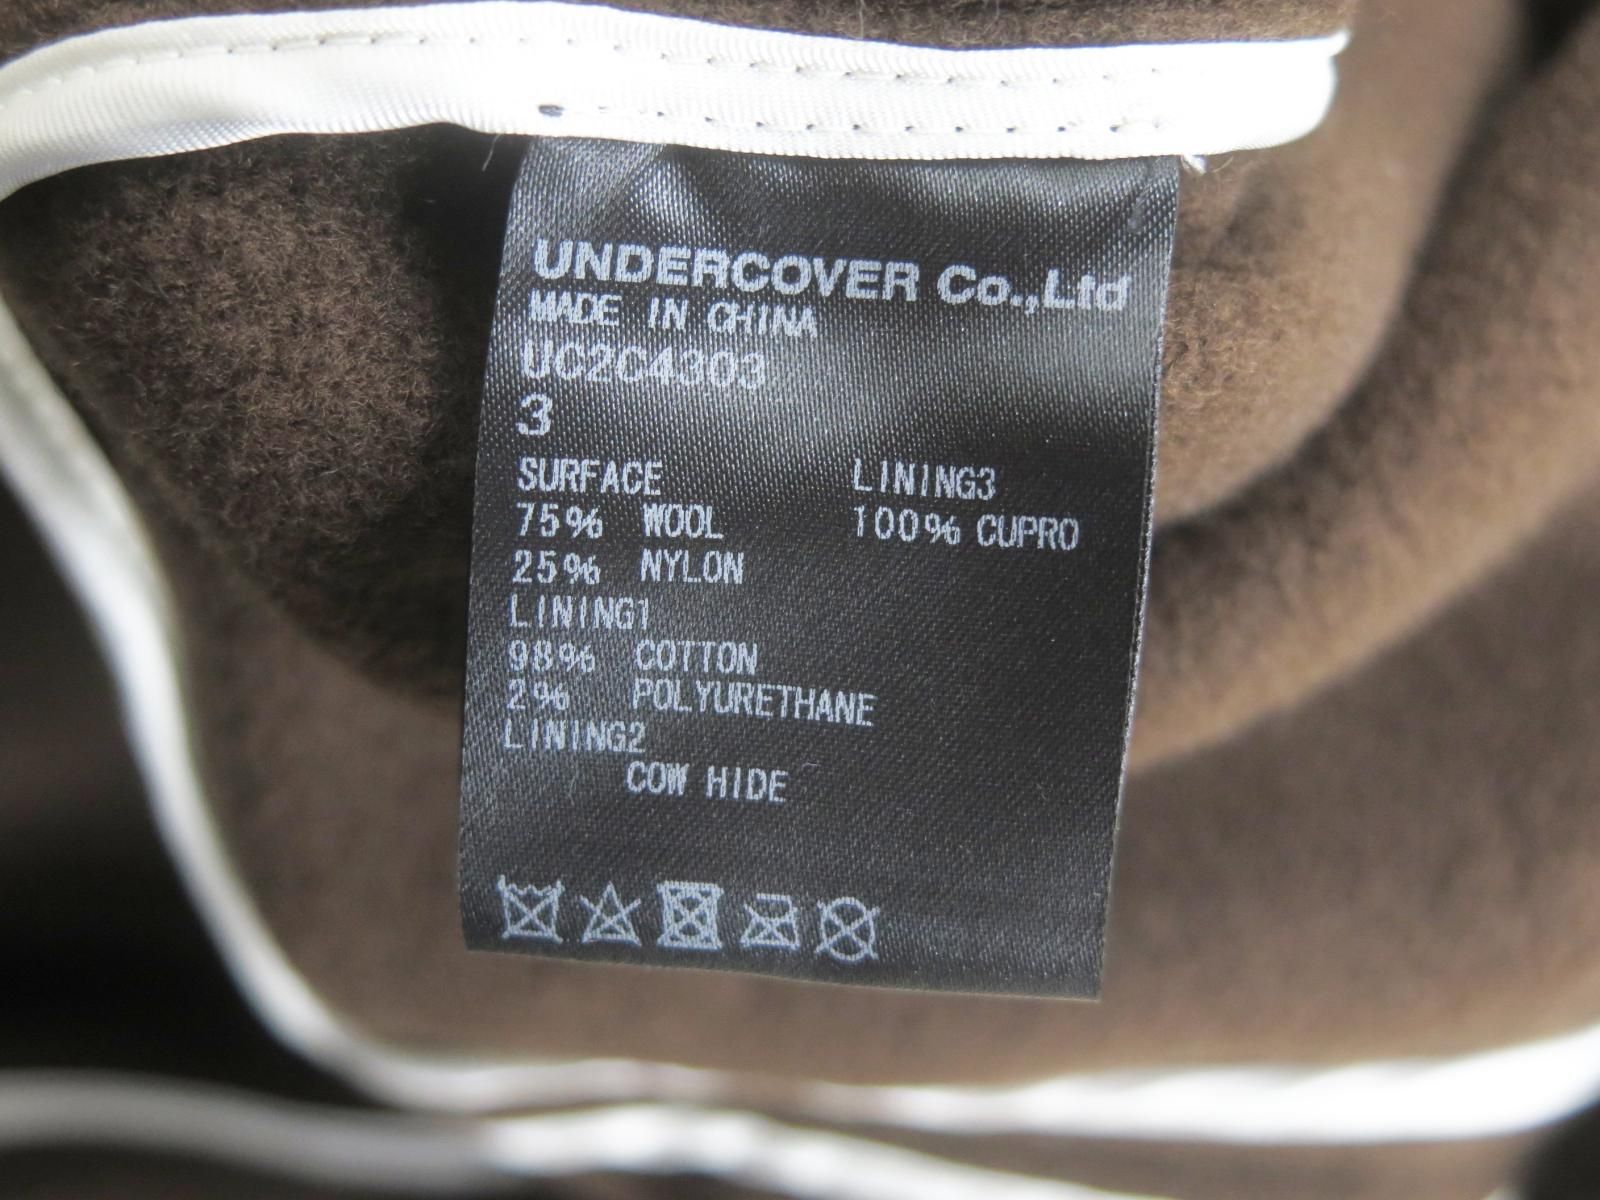 UNDERCOVER Co.,Ltd
MADE IN CHINA
UC2C4303
3
SURFACE
75% WOOL
25% NYLON
LINING1
98% COTTON
2% POLYURETHANE
LINING2
COW HIDE
LINING3
100% CUPRO